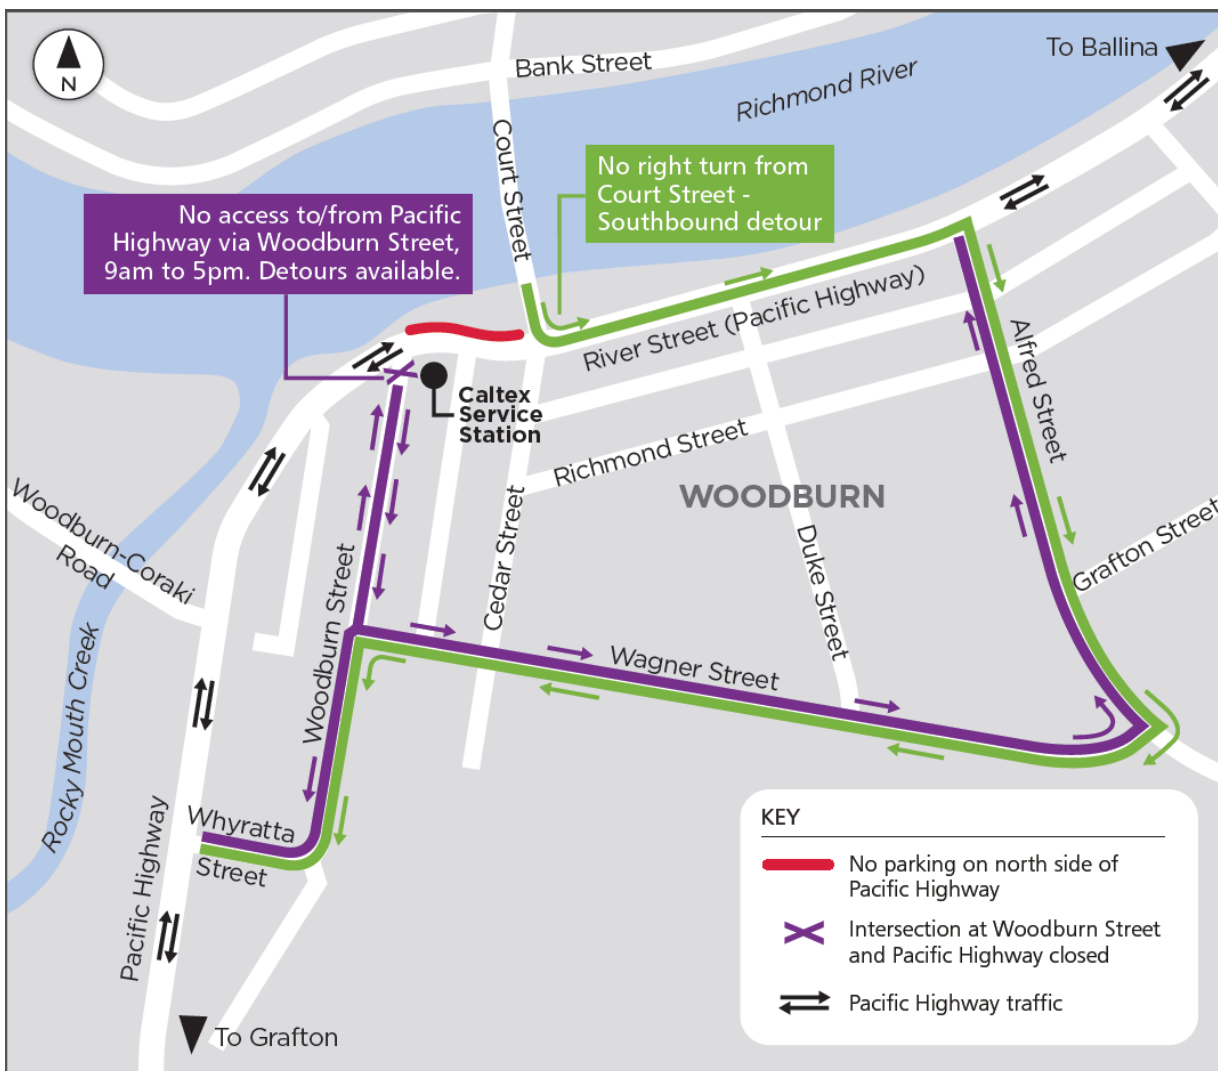 N
Bank Street
To Ballina
Richmond River
Court Street
No right turn from
Court Street -
Southbound detour
No access to/from Pacific
Highway via Woodburn Street,
9am to 5pm. Detours available.
River Street (Pacific Highway)
Alfred Street
Caltex
Service
Station
Richmond Street
WOODBURN
Woodburn-Coraki
Road
Grafton Street
Cedar Street
Duke Street
Woodburn Street
Wagner Street
Rocky Mouth Creek
Whyratta
Street
Pacific Highway
To Grafton
KEY
No parking on north side of
Pacific Highway
Intersection at Woodburn Street
and Pacific Highway closed
Pacific Highway traffic